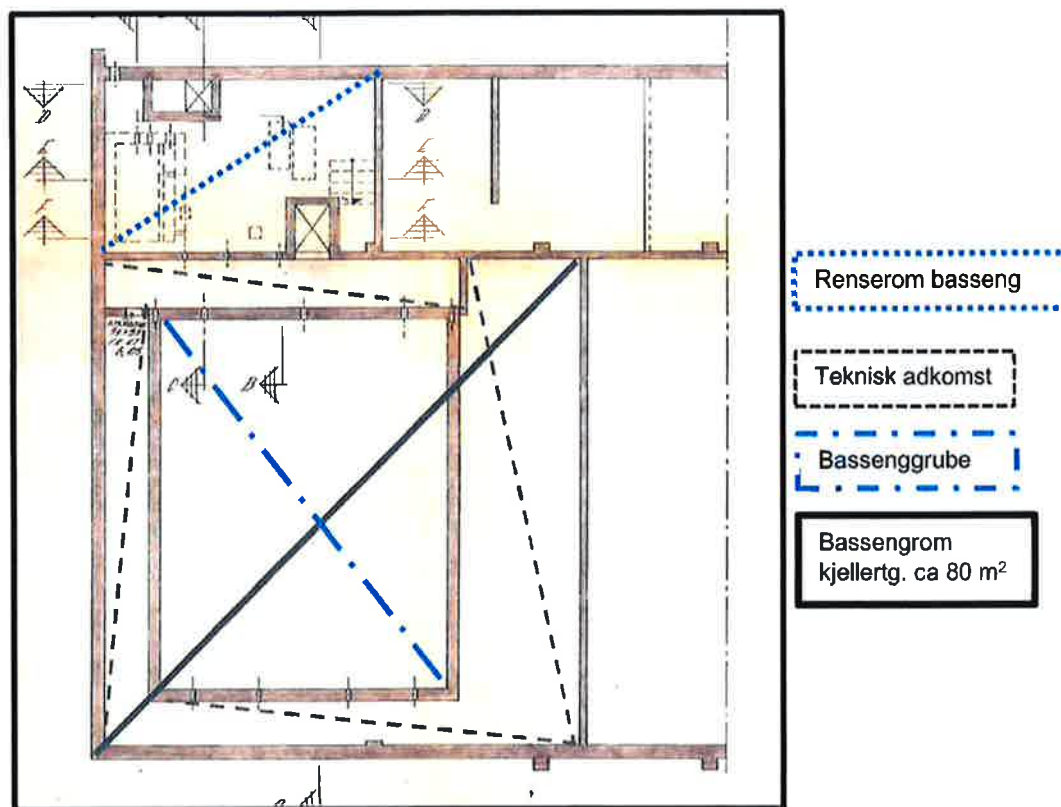 Renserom basseng
Teknisk adkomst
Bassenggrube
Bassengrom
kjellertg. ca 80 m²
C
B